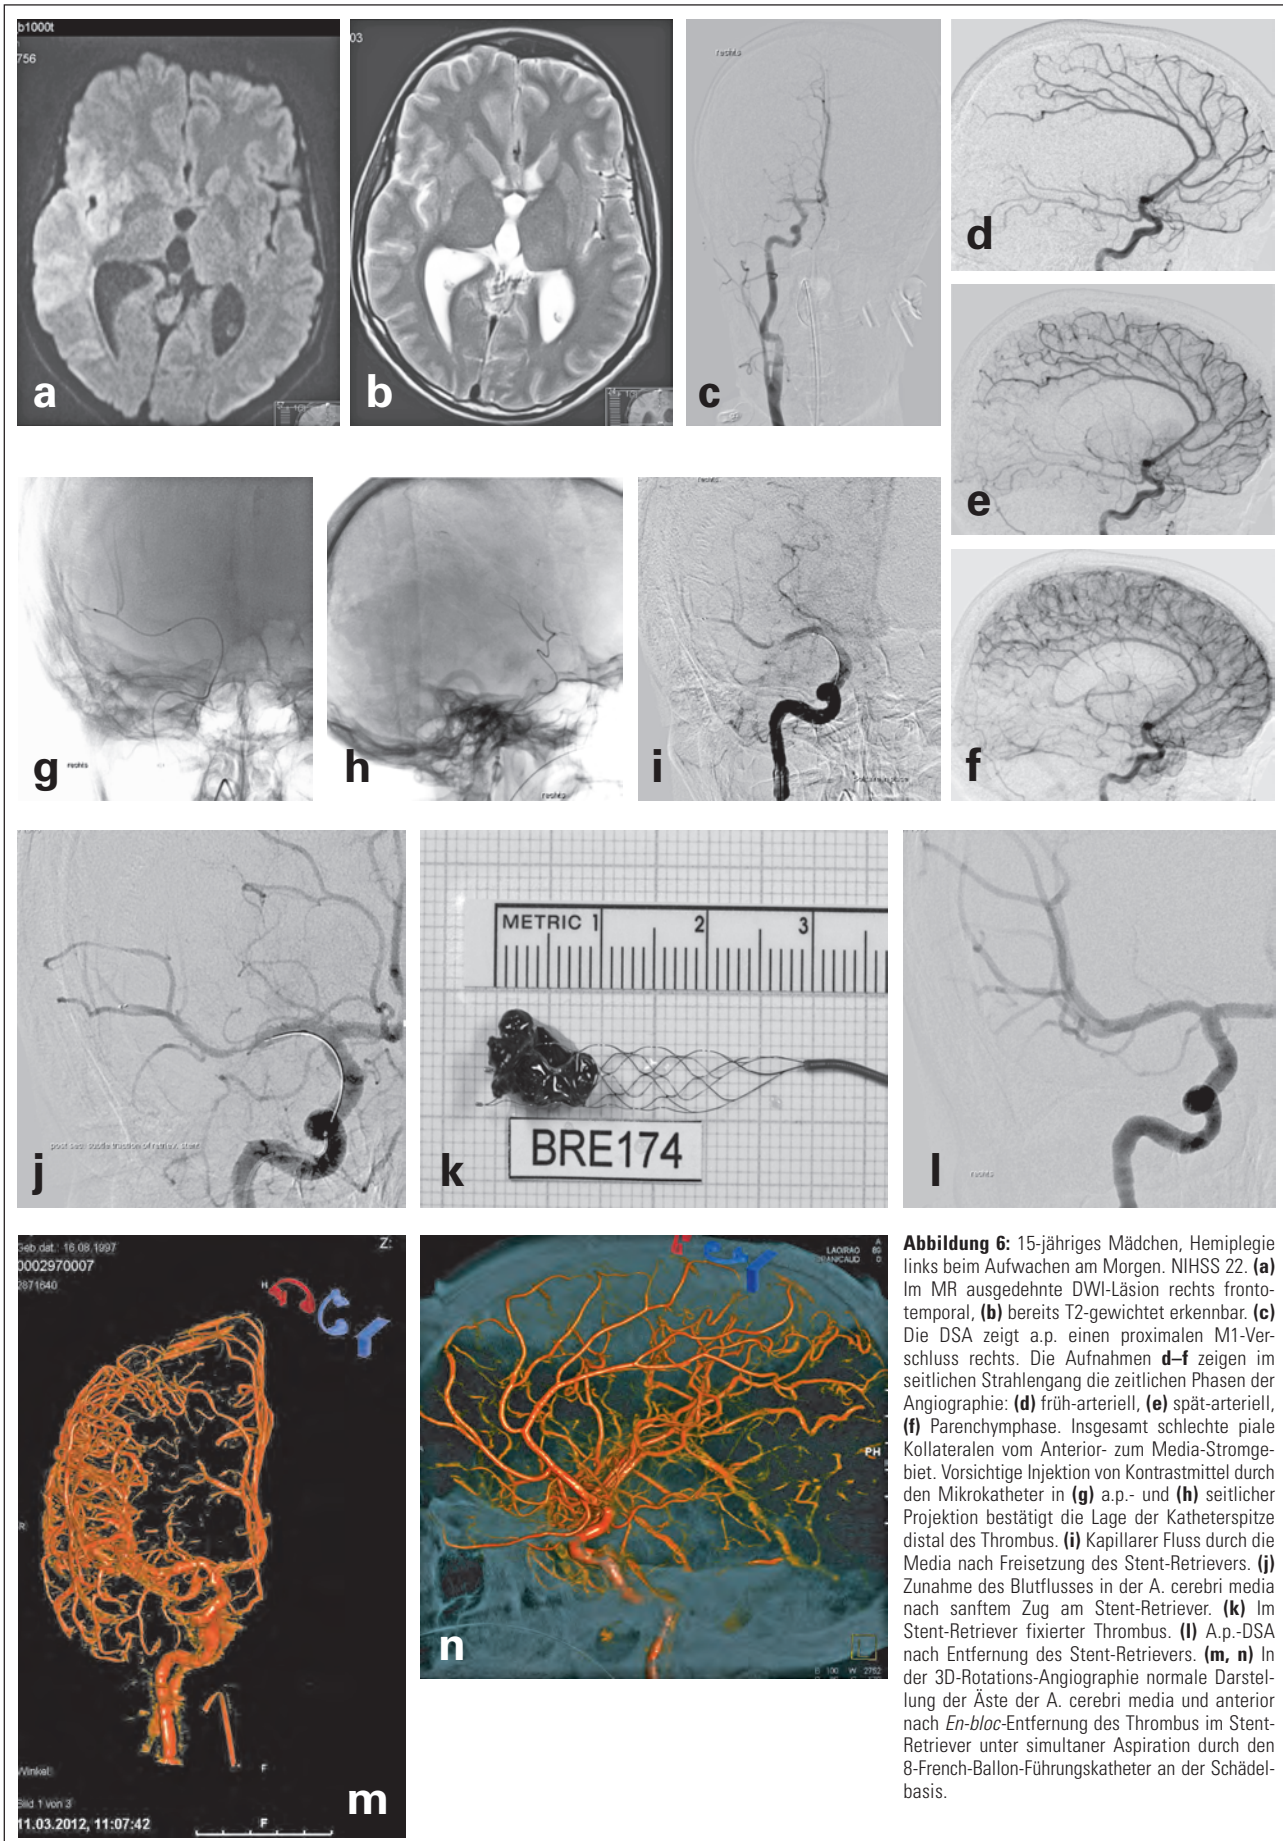 b1000t
756
a
03
b
rechts
c
d
e
f
rechts
g
rechts
h
rechts
i
post sec. subtle traction of retriev. stent
j
METRIC 1 2 3
BRE174
k
rechts
l
Geb.dat.: 16.08.1997
0002970007
2871640
Z:
H
R
F
Winkel:
Bild 1 von 3
11.03.2012, 11:07:42
F
m
A
LAO/RAO 89
CRAN/CAUD 0
PH
L
B 100 W 2752
n
Abbildung 6: 15-jähriges Mädchen, Hemiplegie
links beim Aufwachen am Morgen. NIHSS 22. (a)
Im MR ausgedehnte DWI-Läsion rechts fronto-
temporal, (b) bereits T2-gewichtet erkennbar. (c)
Die DSA zeigt a.p. einen proximalen M1-Ver-
schluss rechts. Die Aufnahmen d–f zeigen im
seitlichen Strahlengang die zeitlichen Phasen der
Angiographie: (d) früh-arteriell, (e) spät-arteriell,
(f) Parenchymphase. Insgesamt schlechte piale
Kollateralen vom Anterior- zum Media-Stromge-
biet. Vorsichtige Injektion von Kontrastmittel durch
den Mikrokatheter in (g) a.p.- und (h) seitlicher
Projektion bestätigt die Lage der Katheterspitze
distal des Thrombus. (i) Kapillarer Fluss durch die
Media nach Freisetzung des Stent-Retrievers. (j)
Zunahme des Blutflusses in der A. cerebri media
nach sanftem Zug am Stent-Retriever. (k) Im
Stent-Retriever fixierter Thrombus. (l) A.p.-DSA
nach Entfernung des Stent-Retrievers. (m, n) In
der 3D-Rotations-Angiographie normale Darstel-
lung der Äste der A. cerebri media und anterior
nach En-bloc-Entfernung des Thrombus im Stent-
Retriever unter simultaner Aspiration durch den
8-French-Ballon-Führungskatheter an der Schädel-
basis.